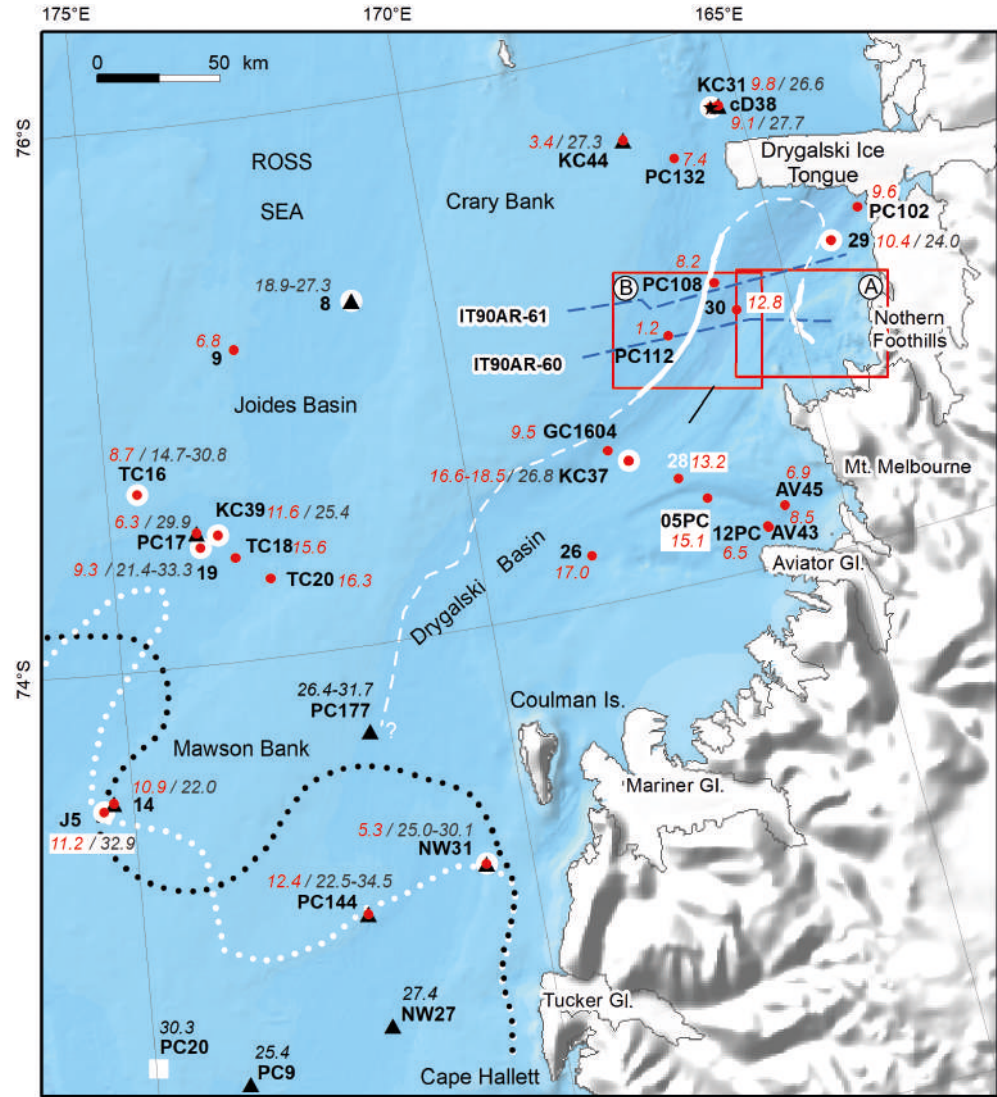 175°E
170°E
165°E
0 50 km
76°S
74°S
KC31 9.8 / 26.6
cD38
9.1 / 27.7
3.4 / 27.3
KC44
7.4
PC132
Drygalski Ice
Tongue
ROSS
SEA
Crary Bank
9.6
PC102
29 10.4 / 24.0
18.9-27.3
8
8.2
PC108
B
A
30 12.8
IT90AR-61
1.2
PC112
IT90AR-60
Nothern
Foothills
6.8
9
Joides Basin
9.5 GC1604
16.6-18.5 / 26.8 KC37
28 13.2
6.9
AV45
Mt. Melbourne
8.7 / 14.7-30.8
TC16
KC39 11.6 / 25.4
6.3 / 29.9
PC17
TC18 15.6
19
9.3 / 21.4-33.3
TC20 16.3
05PC
15.1
12PC
6.5
8.5
AV43
26
17.0
Aviator Gl.
Drygalski Basin
26.4-31.7
PC177
?
Coulman Is.
Mawson Bank
Mariner Gl.
10.9 / 22.0
14
J5
11.2 / 32.9
5.3 / 25.0-30.1
NW31
12.4 / 22.5-34.5
PC144
27.4
NW27
Tucker Gl.
30.3
PC20
25.4
PC9
Cape Hallett